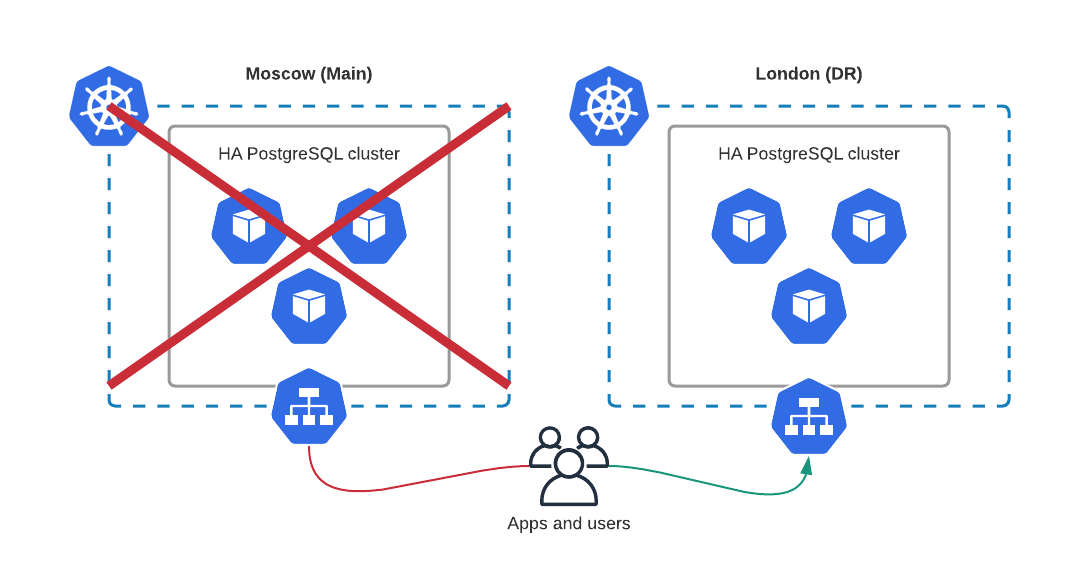 Moscow (Main)
London (DR)
HA PostgreSQL cluster
HA PostgreSQL cluster
Apps and users